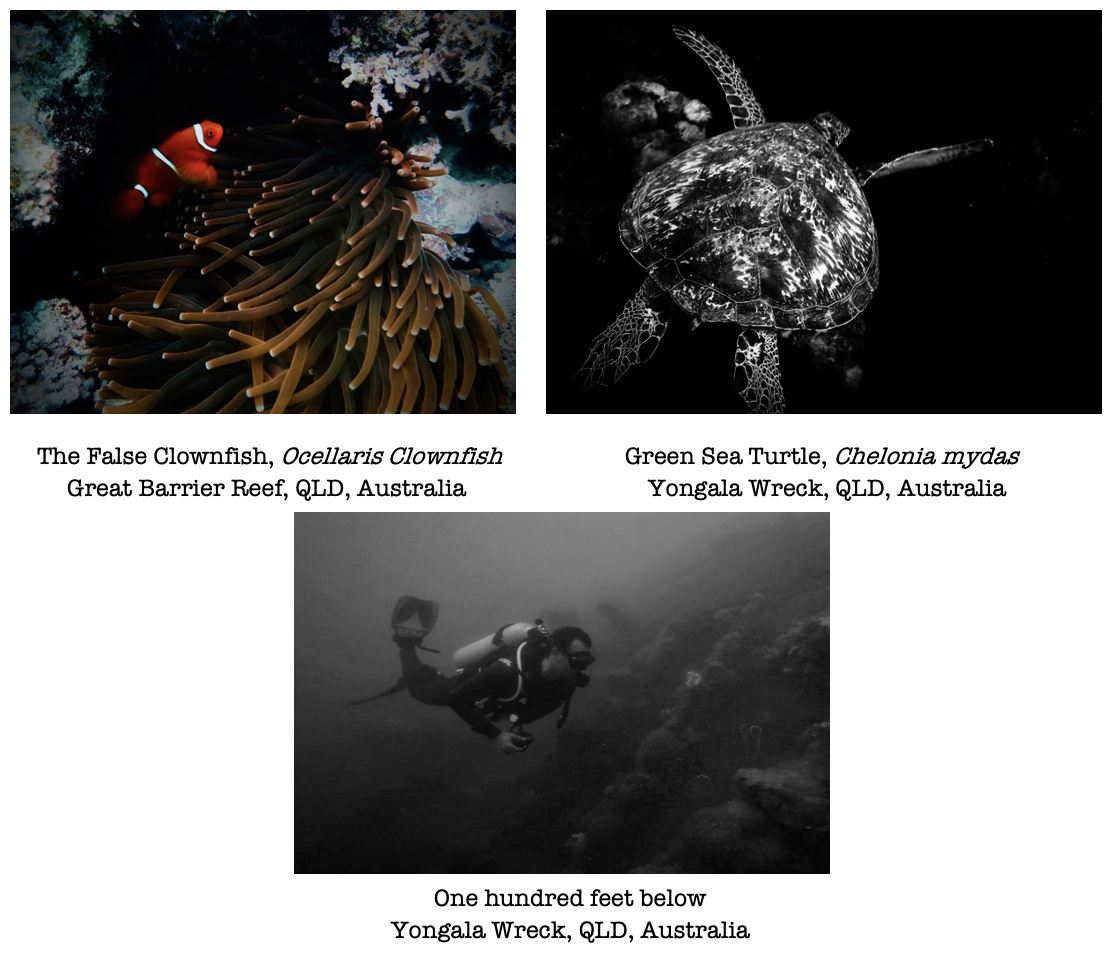 The False Clownfish, Ocellaris Clownfish
Great Barrier Reef, QLD, Australia
Green Sea Turtle, Chelonia mydas
Yongala Wreck, QLD, Australia
One hundred feet below
Yongala Wreck, QLD, Australia